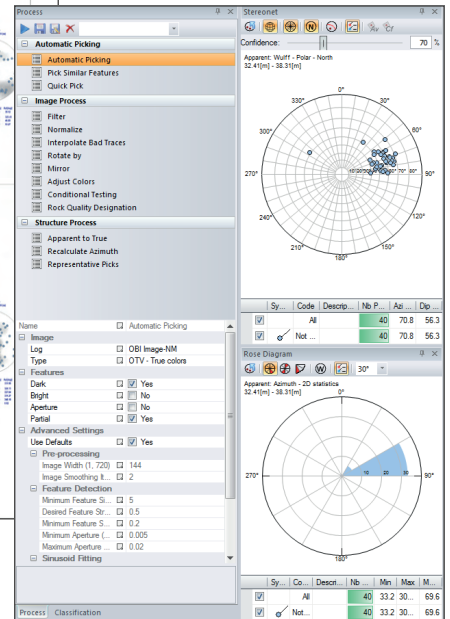 Process
Automatic Picking
Automatic Picking
Pick Similar Features
Quick Pick
Image Process
Filter
Normalize
Interpolate Bad Traces
Rotate by
Mirror
Adjust Colors
Conditional Testing
Rock Quality Designation
Structure Process
Apparent to True
Recalculate Azimuth
Representative Picks
Name Automatic Picking
Image
Log OBI Image-NM
Type OTV - True colors
Features
Dark Yes
Bright No
Aperture No
Partial Yes
Advanced Settings
Use Defaults Yes
Pre-processing
Image Width (1, 720) 144
Image Smoothing It... 2
Feature Detection
Minimum Feature Si... 5
Desired Feature Str... 0.5
Minimum Feature S... 0.2
Minimum Aperture (... 0.005
Maximum Aperture ... 0.02
Sinusoid Fitting
Process Classification
Stereonet
Confidence: 70 %
Apparent: Wulff - Polar - North
32.41[m] - 38.31[m]
0°
330° 30°
300° 60°
270° 90°
240° 120°
210° 150°
180°
Sy... Code Descrip... Nb P... Azi ... Dip ...
All 40 70.8 56.3
Not ... 40 70.8 56.3
Rose Diagram
30°
Apparent: Azimuth - 2D statistics
32.41[m] - 38.31[m]
0°
270° 10 20 30 90°
180°
Sy... Co... Descri... Nb ... Min Max M...
All 40 33.2 30... 69.6
Not... 40 33.2 30... 69.6